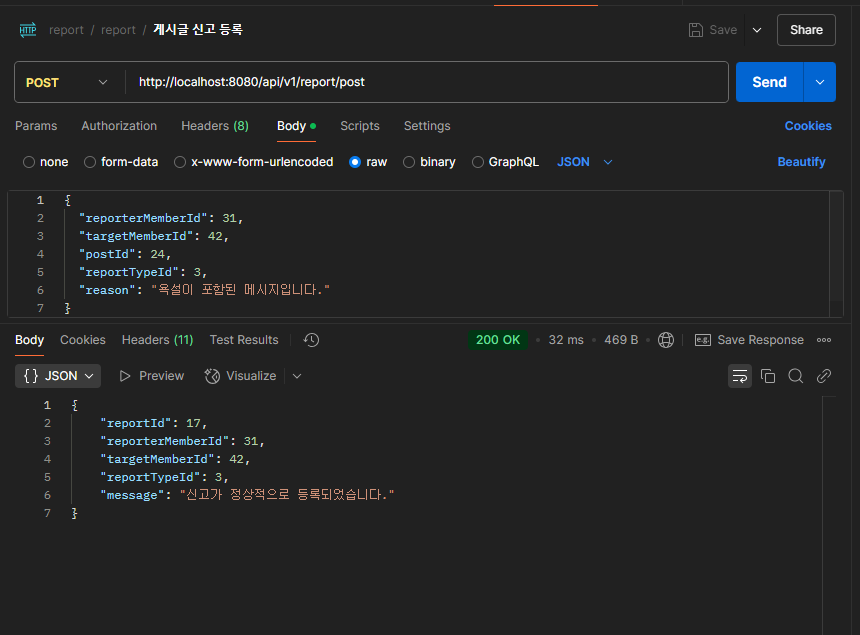 HTTP report / report / 게시글 신고 등록 Save Share
POST http://localhost:8080/api/v1/report/post Send
Params Authorization Headers (8) Body Scripts Settings Cookies
none form-data x-www-form-urlencoded raw binary GraphQL JSON Beautify
1 {
2 "reporterMemberId": 31,
3 "targetMemberId": 42,
4 "postId": 24,
5 "reportTypeId": 3,
6 "reason": "욕설이 포함된 메시지입니다."
7 }
Body Cookies Headers (11) Test Results 200 OK • 32 ms • 469 B • e.g. Save Response
{} JSON Preview Visualize
1 {
2 "reportId": 17,
3 "reporterMemberId": 31,
4 "targetMemberId": 42,
5 "reportTypeId": 3,
6 "message": "신고가 정상적으로 등록되었습니다."
7 }